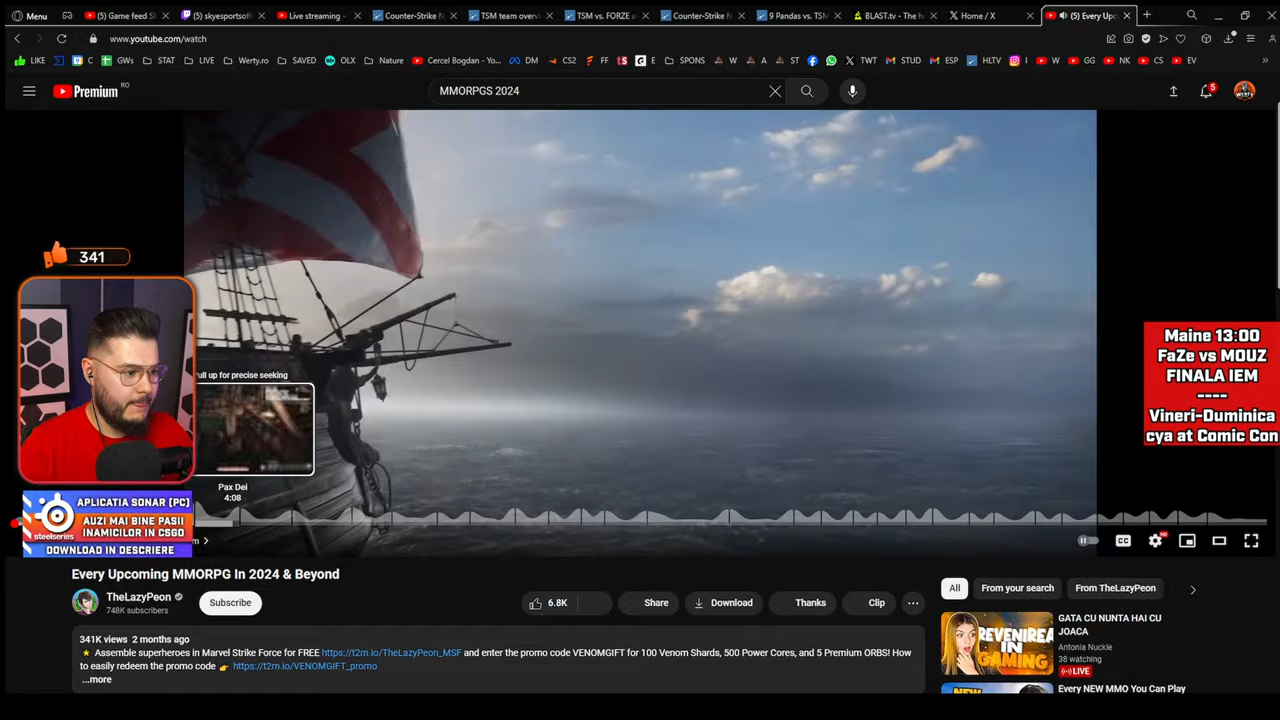 Menu
(5) Game feed S
(5) skyesportsoff
Live streaming -
Counter-Strike N
TSM team overv
TSM vs. FORZE a
Counter-Strike N
9 Pandas vs. TSM
BLAST.tv - The h
Home / X
(5) Every Upc
www.youtube.com/watch
LIKE
GWs
STAT
LIVE
Werty.ro
SAVED
OLX
Nature
Cercel Bogdan - Yo...
DM
CS2
FF
E
SPONS
W
A
ST
TWT
STUD
ESP
HLTV
I
W
GG
NK
CS
EV
Premium RO
MMORPGS 2024
5
341
Maine 13:00
FaZe vs MOUZ
FINALA IEM
----
Vineri-Duminica
cya at Comic Con
ull up for precise seeking
Pax Dei
4:08
APLICATIA SONAR [PC]
AUZI MAI BINE PASII
INAMICILOR IN CSGO
steelseries
DOWNLOAD IN DESCRIERE
CC
HD
Every Upcoming MMORPG In 2024 & Beyond
TheLazyPeon
748K subscribers
Subscribe
6.8K
Share
Download
Thanks
Clip
All
From your search
From TheLazyPeon
341K views 2 months ago
Assemble superheroes in Marvel Strike Force for FREE https://t2m.io/TheLazyPeon_MSF and enter the promo code VENOMGIFT for 100 Venom Shards, 500 Power Cores, and 5 Premium ORBS! How
to easily redeem the promo code https://t2m.io/VENOMGIFT_promo
...more
REVENIREA
IN
GAMING
GATA CU NUNTA HAI CU
JOACA
Antonia Nuckle
38 watching
LIVE
Every NEW MMO You Can Play